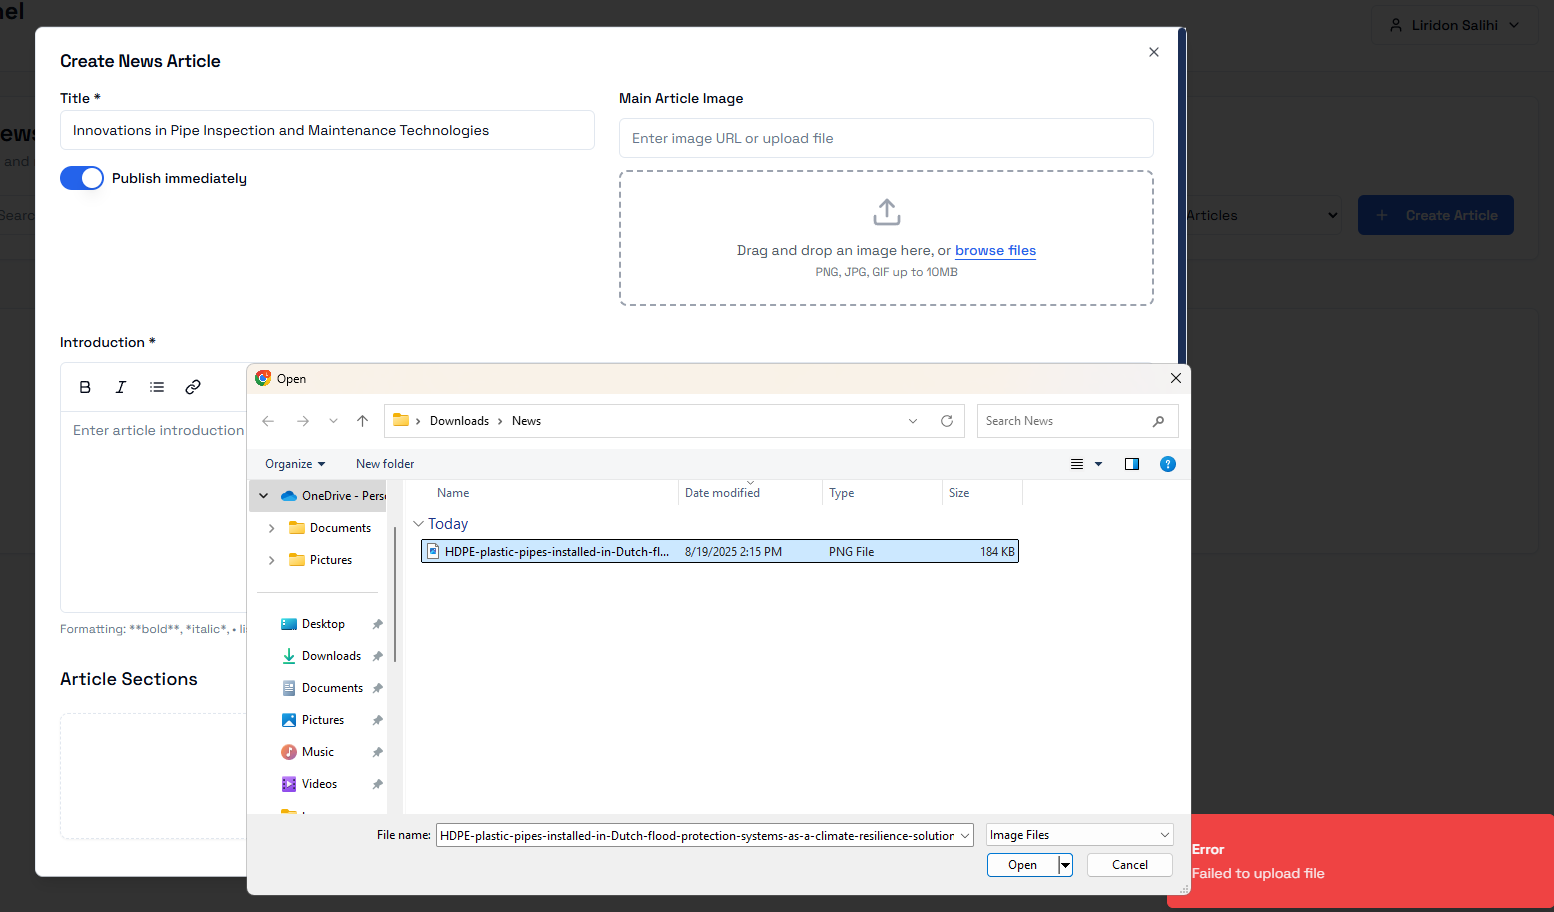 nel
Liridon Salihi
Create News Article
Title *
Main Article Image
Innovations in Pipe Inspection and Maintenance Technologies
Enter image URL or upload file
Publish immediately
and
Articles
Create Article
Drag and drop an image here, or browse files
PNG, JPG, GIF up to 10MB
Introduction *
Enter article introduction
Formatting: **bold**, *italic*, •
Article Sections
Open
Downloads
News
Search News
Organize
New folder
Name
Date modified
Type
Size
OneDrive - Pers
Documents
Pictures
Desktop
Downloads
Documents
Pictures
Music
Videos
Today
HDPE-plastic-pipes-installed-in-Dutch-fl...
8/19/2025 2:15 PM
PNG File
184 KB
File name:
HDPE-plastic-pipes-installed-in-Dutch-flood-protection-systems-as-a-climate-resilience-solution
Image Files
Open
Cancel
Error
Failed to upload file